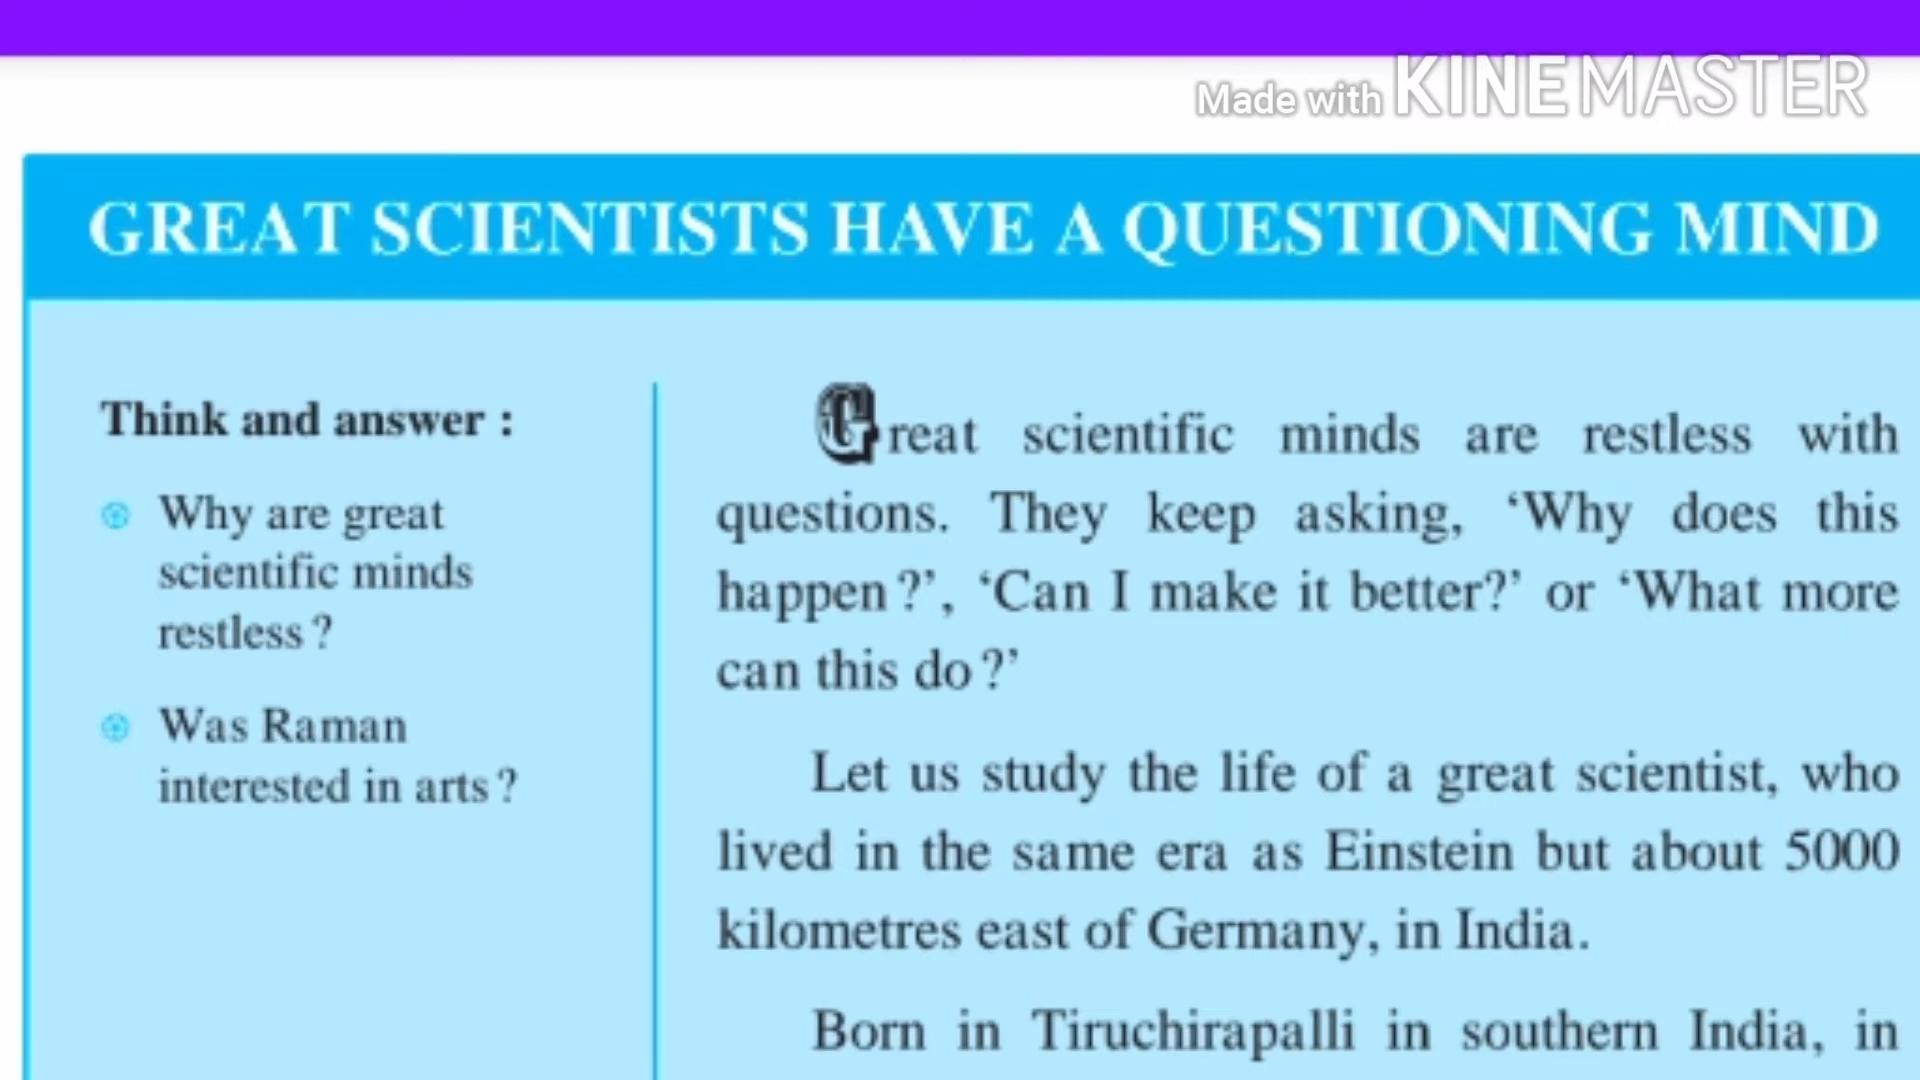 Made with KINEMASTER
GREAT SCIENTISTS HAVE A QUESTIONING MIND
Think and answer :
Why are great
scientific minds
restless ?
Was Raman
interested in arts ?
Great scientific minds are restless with
questions. They keep asking, ‘Why does this
happen ?’, ‘Can I make it better?’ or ‘What more
can this do ?’
Let us study the life of a great scientist, who
lived in the same era as Einstein but about 5000
kilometres east of Germany, in India.
Born in Tiruchirapalli in southern India, in